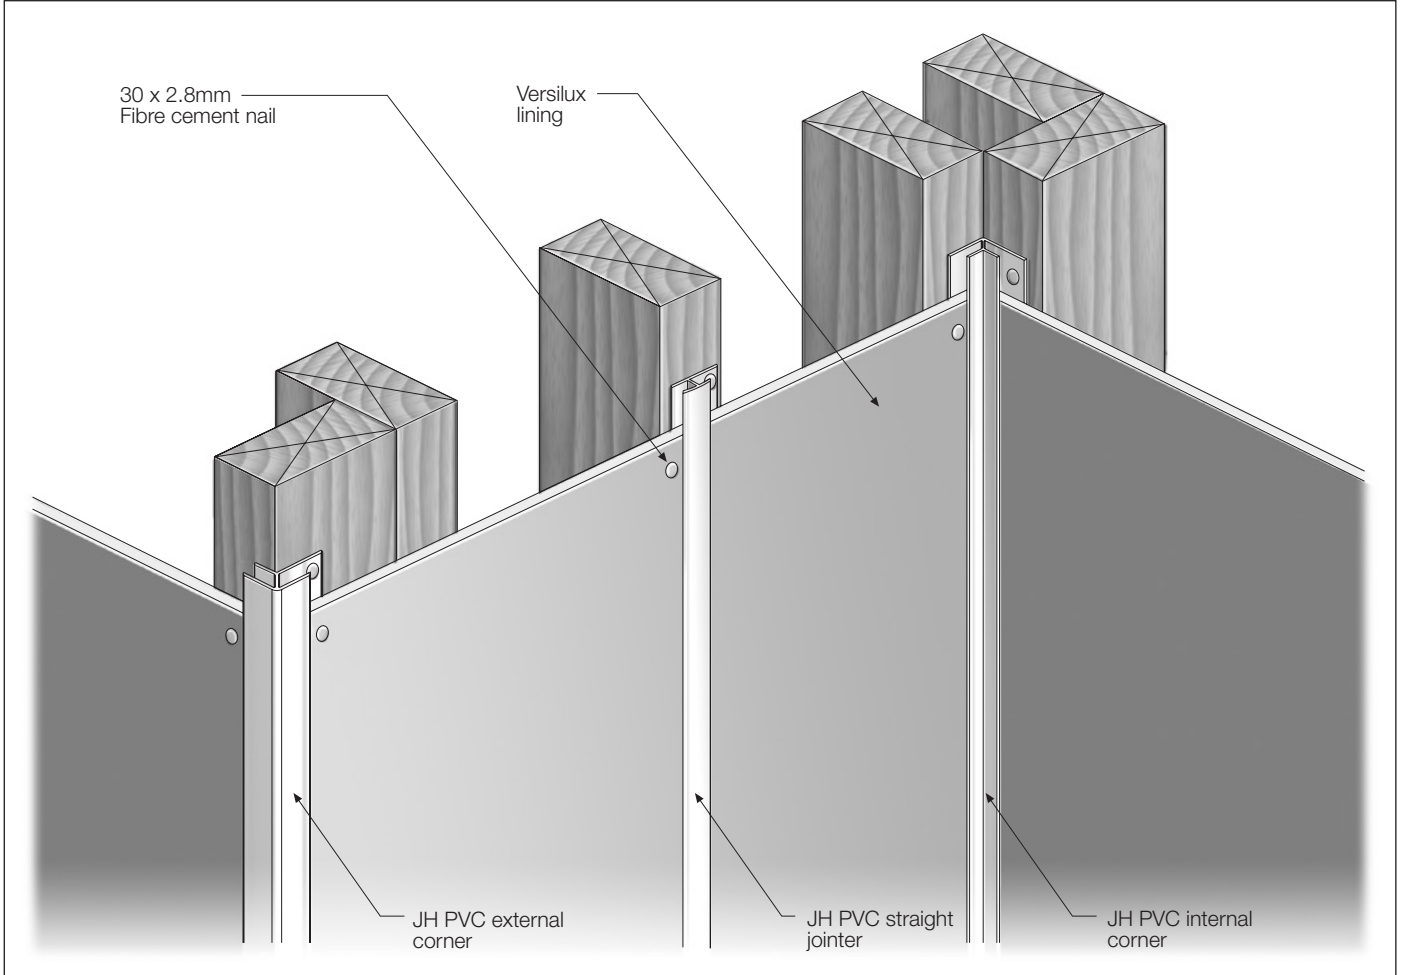 30 x 2.8mm
Fibre cement nail
Versilux
lining
JH PVC external
corner
JH PVC straight
jointer
JH PVC internal
corner